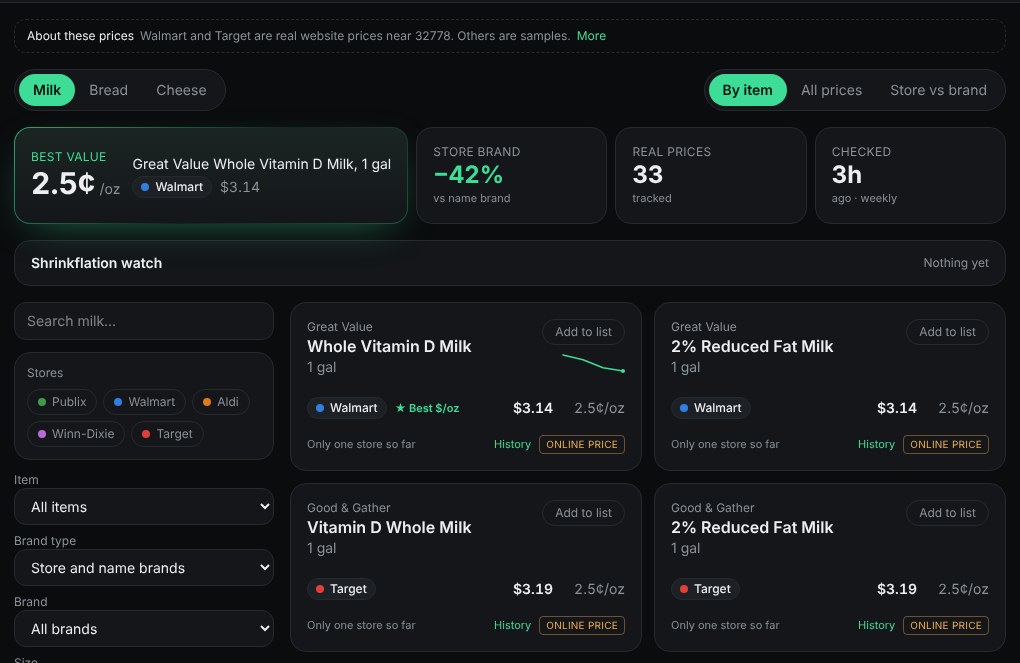 About these prices Walmart and Target are real website prices near 32778. Others are samples. More
Milk Bread Cheese
By item All prices Store vs brand
BEST VALUE
2.5¢ /oz
Great Value Whole Vitamin D Milk, 1 gal
Walmart $3.14
STORE BRAND
−42%
vs name brand
REAL PRICES
33
tracked
CHECKED
3h
ago · weekly
Shrinkflation watch Nothing yet
Search milk...
Stores
Publix Walmart Aldi
Winn-Dixie Target
Item
All items
Brand type
Store and name brands
Brand
All brands
Size
Great Value Add to list
Whole Vitamin D Milk
1 gal
Walmart ★ Best $/oz $3.14 2.5¢/oz
Only one store so far History ONLINE PRICE
Great Value Add to list
2% Reduced Fat Milk
1 gal
Walmart $3.14 2.5¢/oz
Only one store so far History ONLINE PRICE
Good & Gather Add to list
Vitamin D Whole Milk
1 gal
Target $3.19 2.5¢/oz
Only one store so far History ONLINE PRICE
Good & Gather Add to list
2% Reduced Fat Milk
1 gal
Target $3.19 2.5¢/oz
Only one store so far History ONLINE PRICE